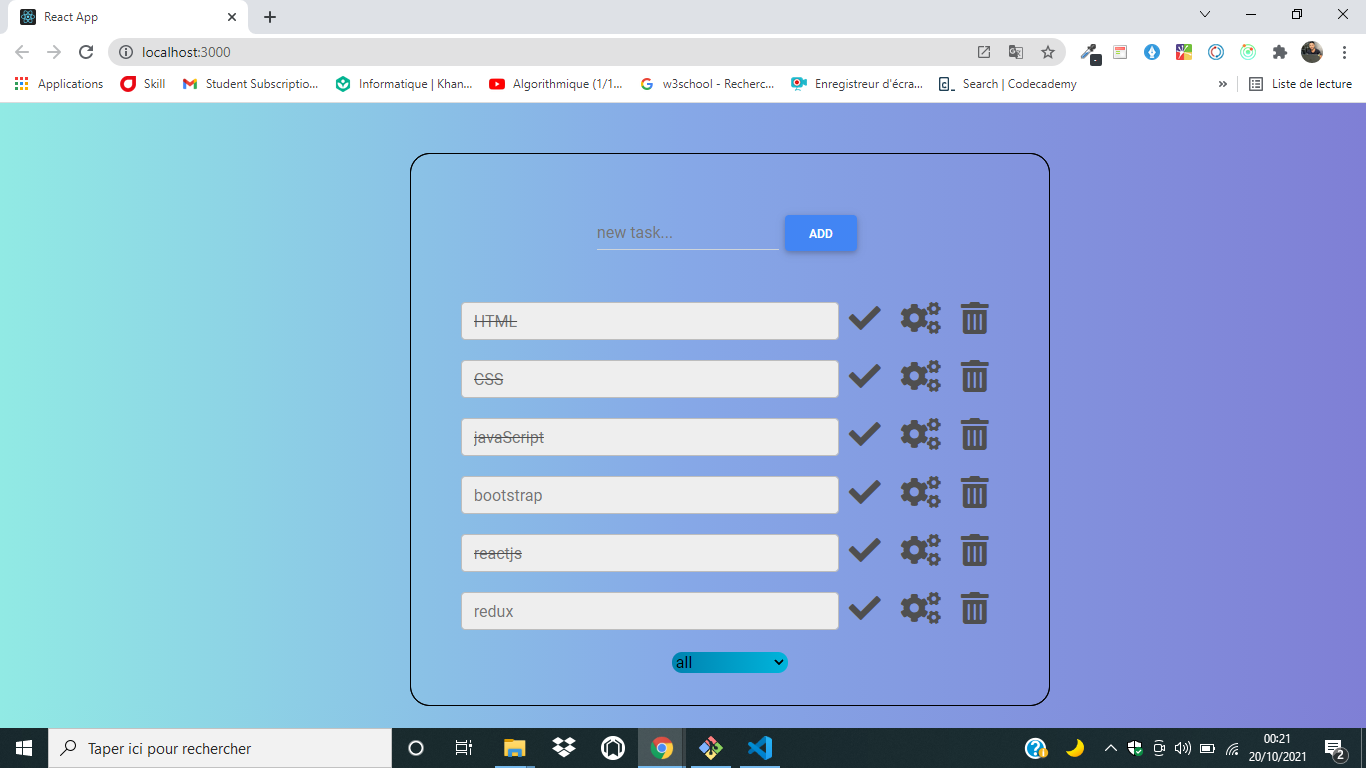 React App
localhost:3000
Applications Skill Student Subscriptio... Informatique | Khan... Algorithmique (1/1... w3school - Recherc... Enregistreur d'écra... Search | Codecademy » Liste de lecture
new task... ADD
HTML
CSS
javaScript
bootstrap
reactjs
redux
all
Taper ici pour rechercher
00:21
20/10/2021
2